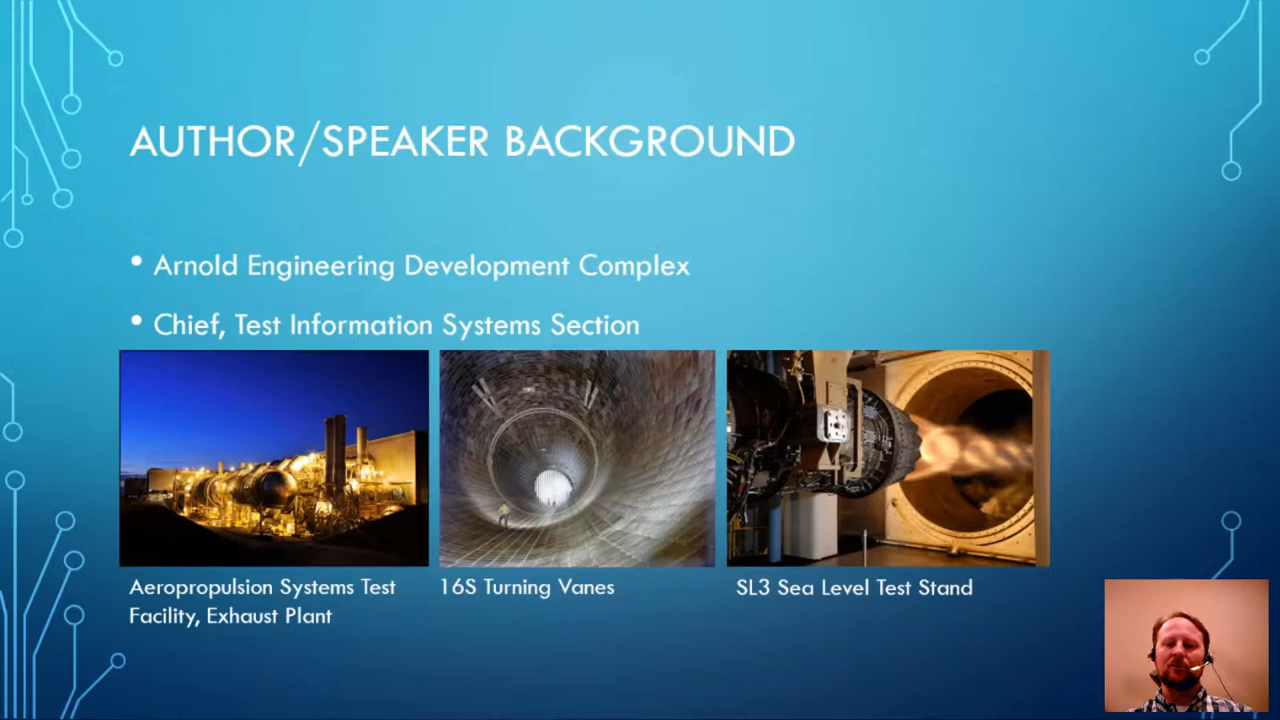 AUTHOR/SPEAKER BACKGROUND
• Arnold Engineering Development Complex
• Chief, Test Information Systems Section
Aeropropulsion Systems Test
Facility, Exhaust Plant
16S Turning Vanes
SL3 Sea Level Test Stand